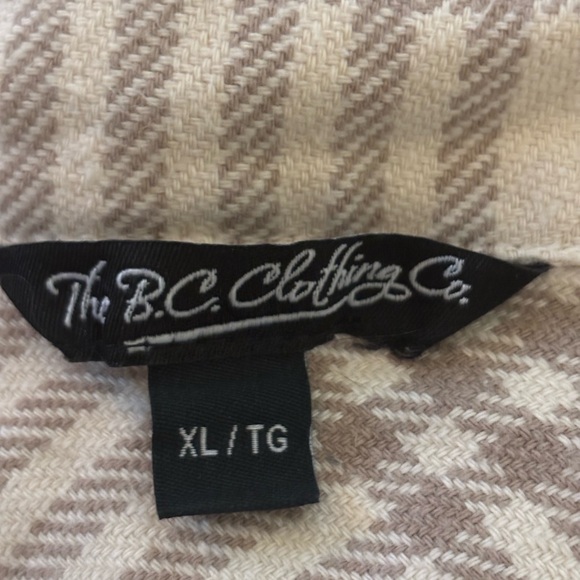 The B.C. Clothing Co.
XL / TG